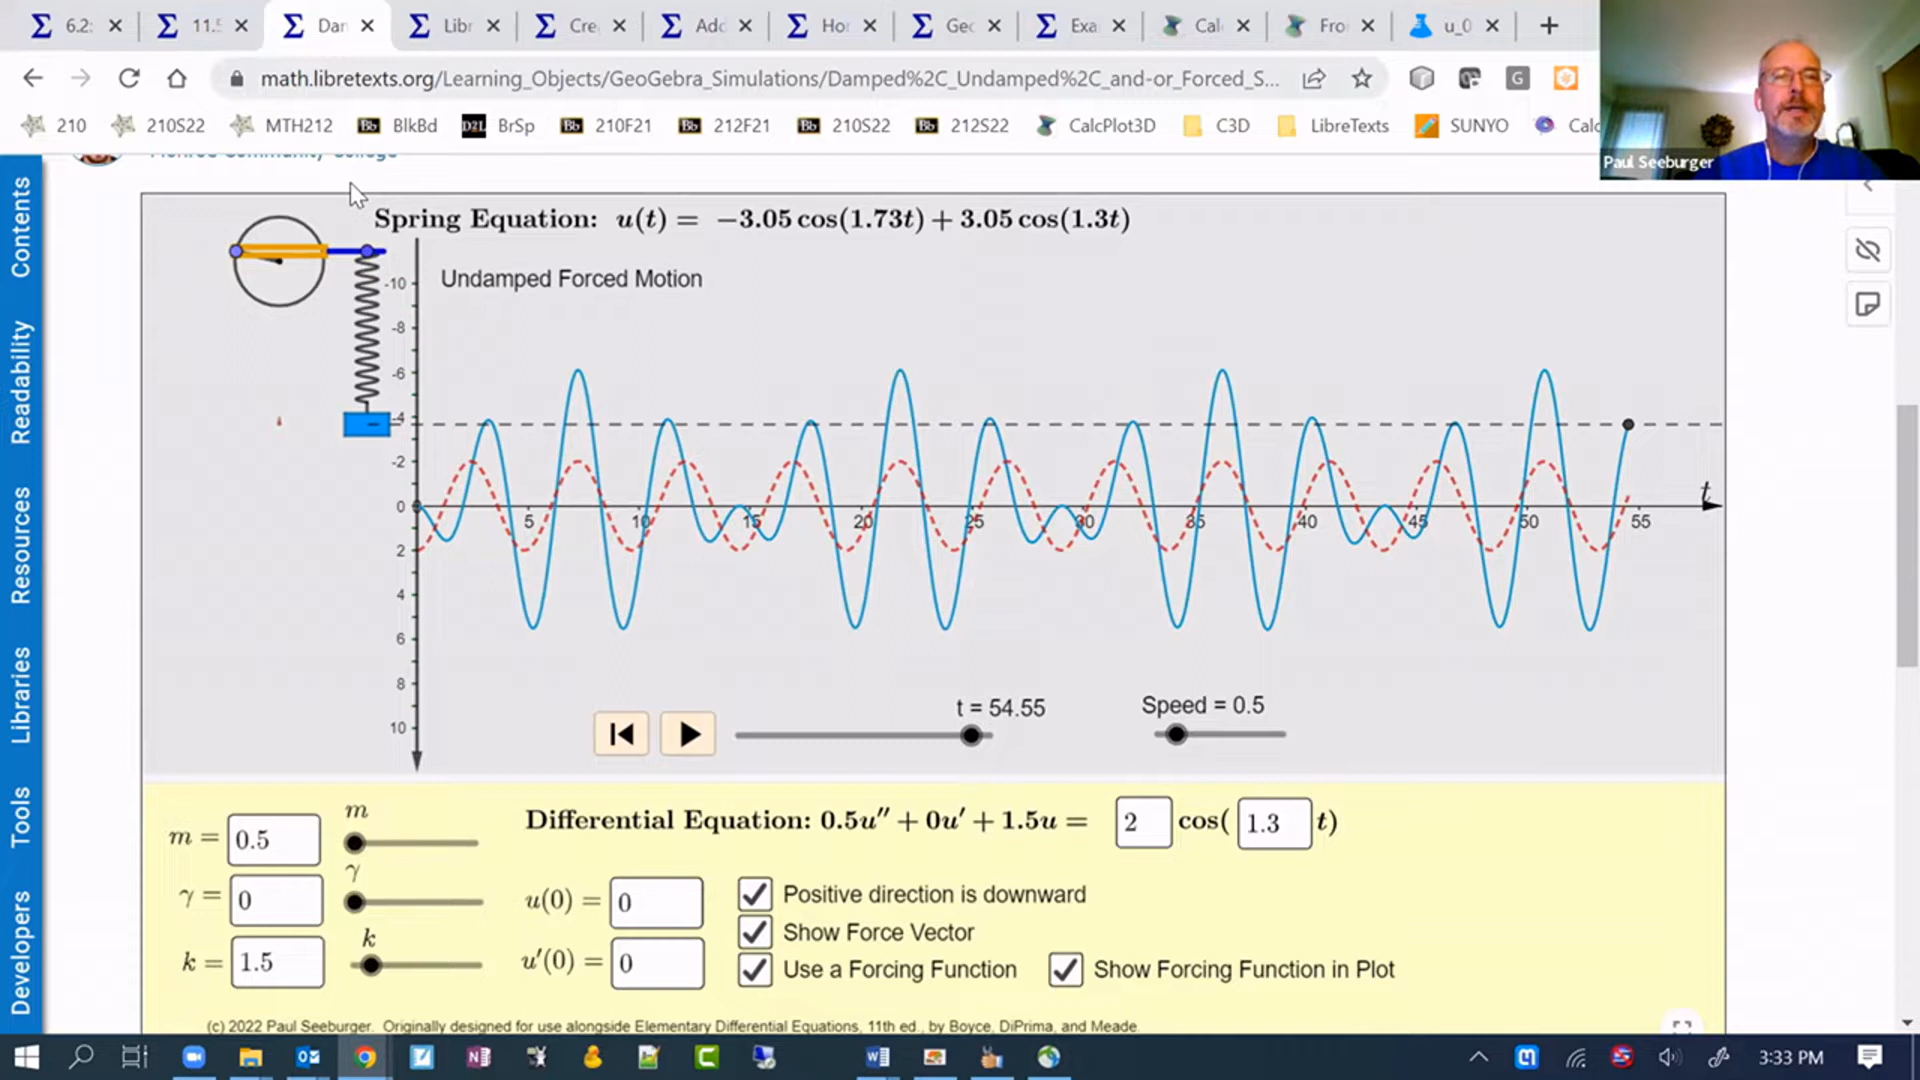 6.2: 11.5 Dar Libr Cre Adc Hor Geo Exa Cal Fro u_0
math.libretexts.org/Learning_Objects/GeoGebra_Simulations/Damped%2C_Undamped%2C_and-or_Forced_S...
210 210S22 MTH212 BlkBd BrSp 210F21 212F21 210S22 212S22 CalcPlot3D C3D LibreTexts SUNYO Calc
Paul Seeburger
Contents
Readability
Resources
Libraries
Tools
Developers
Spring Equation: u(t) = −3.05 cos(1.73t) + 3.05 cos(1.3t)
Undamped Forced Motion
-10
-8
-6
-4
-2
0
2
4
6
8
10
5 10 15 20 25 30 35 40 45 50 55
t
t = 54.55
Speed = 0.5
m = 0.5
m
γ = 0
γ
k = 1.5
k
Differential Equation: 0.5u″ + 0u′ + 1.5u = 2 cos( 1.3 t)
u(0) = 0
u′(0) = 0
Positive direction is downward
Show Force Vector
Use a Forcing Function
Show Forcing Function in Plot
(c) 2022 Paul Seeburger. Originally designed for use alongside Elementary Differential Equations, 11th ed., by Boyce, DiPrima, and Meade.
3:33 PM